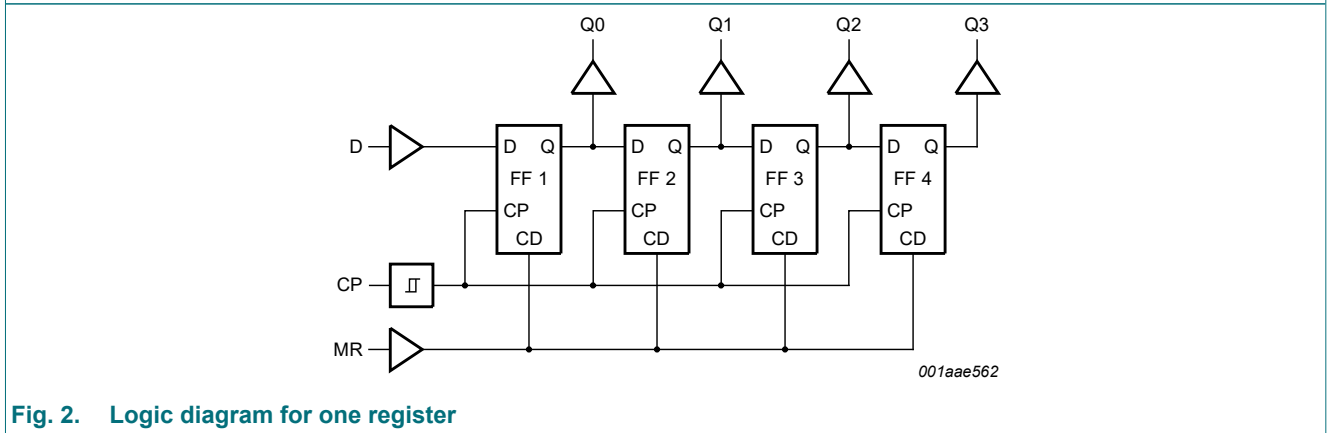 Q0 Q1 Q2 Q3
D D Q D Q D Q D Q
FF 1 FF 2 FF 3 FF 4
CP CP CP CP
CD CD CD CD
CP
MR
001aae562
Fig. 2. Logic diagram for one register